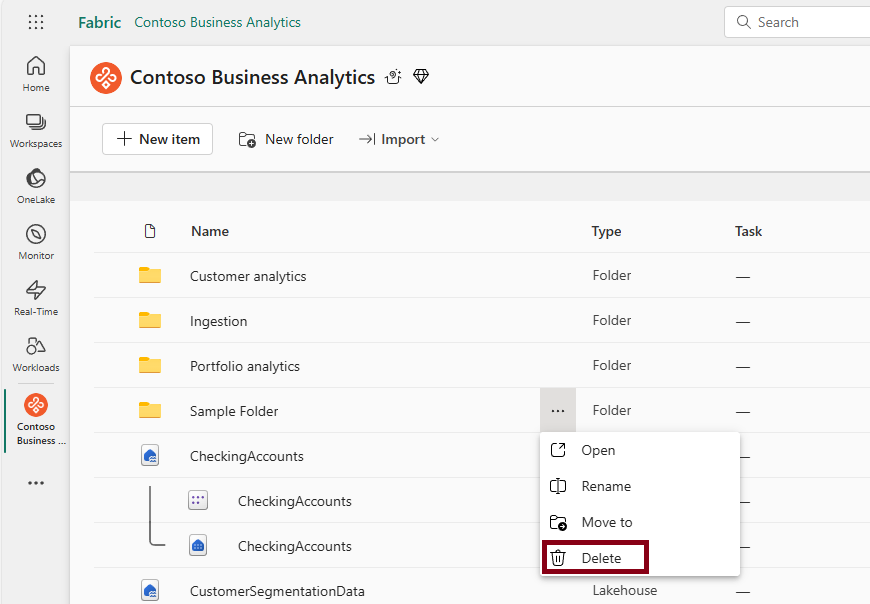 Fabric Contoso Business Analytics
Search
Contoso Business Analytics
New item New folder Import
Home
Workspaces
OneLake
Monitor
Real-Time
Workloads
Contoso
Business ...
Name Type Task
Customer analytics Folder —
Ingestion Folder —
Portfolio analytics Folder —
Sample Folder ... Folder —
CheckingAccounts —
CheckingAccounts —
CheckingAccounts —
CustomerSegmentationData Lakehouse —
Open
Rename
Move to
Delete